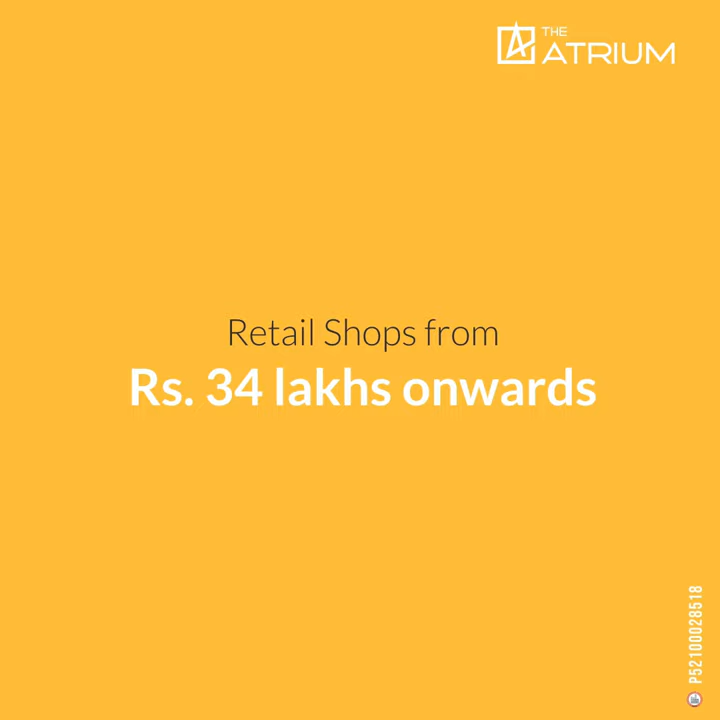 THE
ATRIUM
Retail Shops from
Rs. 34 lakhs onwards
P52100028518